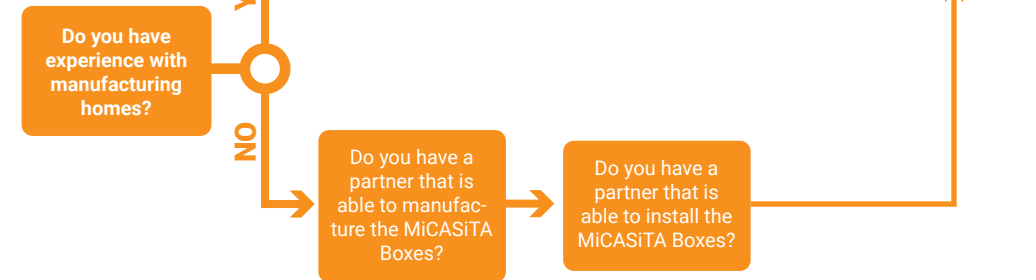 Do you have
experience with
manufacturing
homes?
NO
Do you have a
partner that is
able to manufac-
ture the MiCASiTA
Boxes?
Do you have a
partner that is
able to install the
MiCASiTA Boxes?